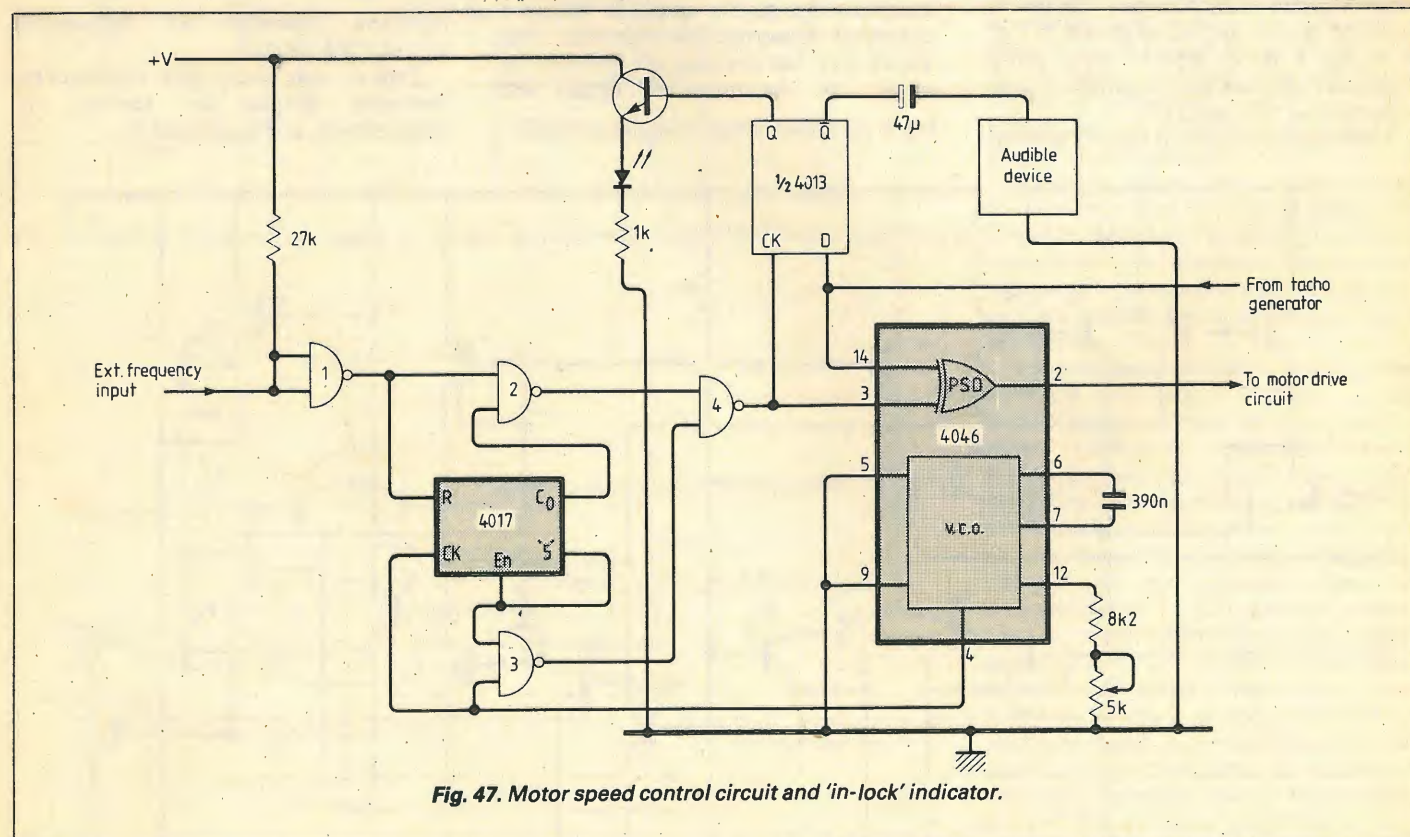 +V
27k
1k
Q
Q̅
½ 4013
CK
D
47μ
Audible
device
From tacho
generator
Ext. frequency
input
1
2
4
14
3
PSD
2
To motor drive
circuit
4046
R
C₀
4017
CK
En
5
3
5
6
7
390n
V.C.O.
9
12
8k2
4
5k
Fig. 47. Motor speed control circuit and 'in-lock' indicator.